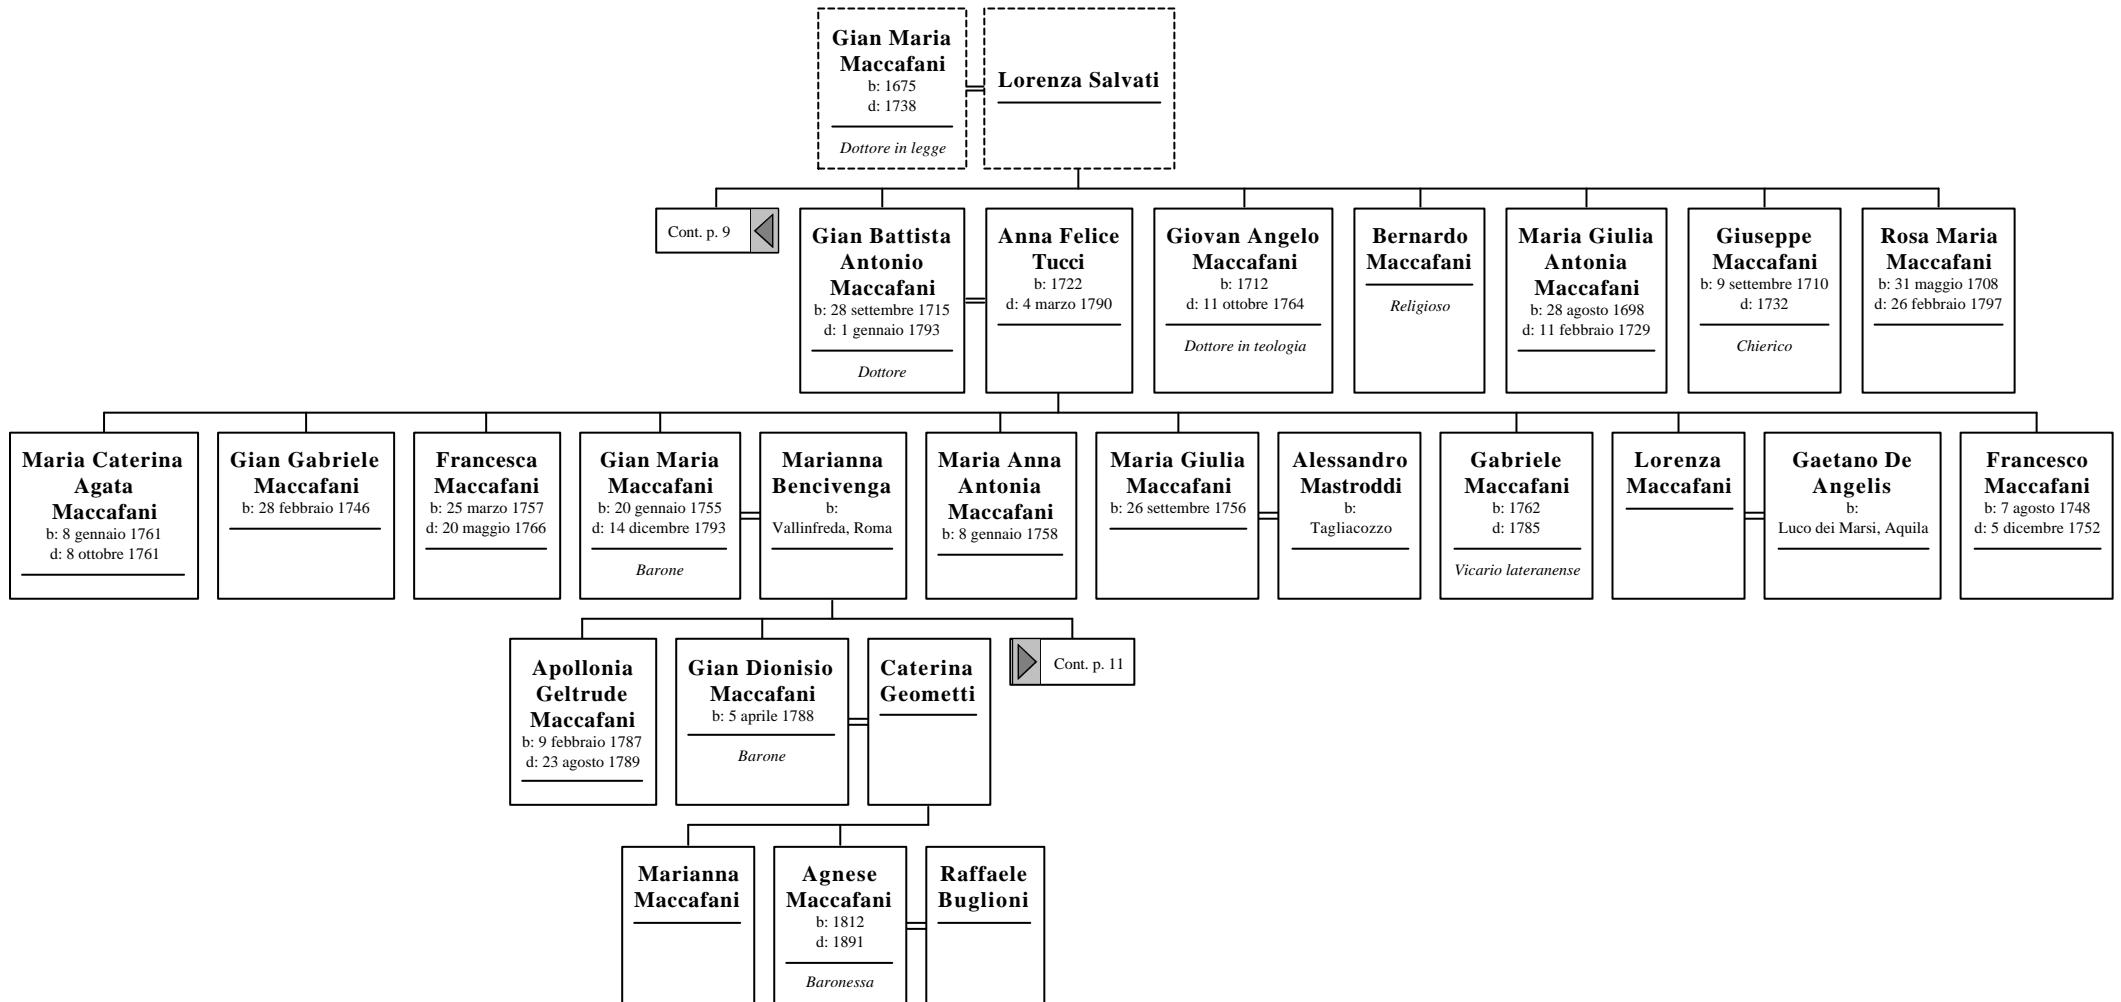 Gian Maria
Maccafani
b: 1675
d: 1738
Dottore in legge
Lorenza Salvati
Cont. p. 9
Gian Battista
Antonio
Maccafani
b: 28 settembre 1715
d: 1 gennaio 1793
Dottore
Anna Felice
Tucci
b: 1722
d: 4 marzo 1790
Giovan Angelo
Maccafani
b: 1712
d: 11 ottobre 1764
Dottore in teologia
Bernardo
Maccafani
Religioso
Maria Giulia
Antonia
Maccafani
b: 28 agosto 1698
d: 11 febbraio 1729
Giuseppe
Maccafani
b: 9 settembre 1710
d: 1732
Chierico
Rosa Maria
Maccafani
b: 31 maggio 1708
d: 26 febbraio 1797
Maria Caterina
Agata
Maccafani
b: 8 gennaio 1761
d: 8 ottobre 1761
Gian Gabriele
Maccafani
b: 28 febbraio 1746
Francesca
Maccafani
b: 25 marzo 1757
d: 20 maggio 1766
Gian Maria
Maccafani
b: 20 gennaio 1755
d: 14 dicembre 1793
Barone
Marianna
Bencivenga
b:
Vallinfreda, Roma
Maria Anna
Antonia
Maccafani
b: 8 gennaio 1758
Maria Giulia
Maccafani
b: 26 settembre 1756
Alessandro
Mastroddi
b:
Tagliacozzo
Gabriele
Maccafani
b: 1762
d: 1785
Vicario lateranense
Lorenza
Maccafani
Gaetano De
Angelis
b:
Luco dei Marsi, Aquila
Francesco
Maccafani
b: 7 agosto 1748
d: 5 dicembre 1752
Apollonia
Geltrude
Maccafani
b: 9 febbraio 1787
d: 23 agosto 1789
Gian Dionisio
Maccafani
b: 5 aprile 1788
Barone
Caterina
Geometti
Cont. p. 11
Marianna
Maccafani
Agnese
Maccafani
b: 1812
d: 1891
Baronessa
Raffaele
Buglioni